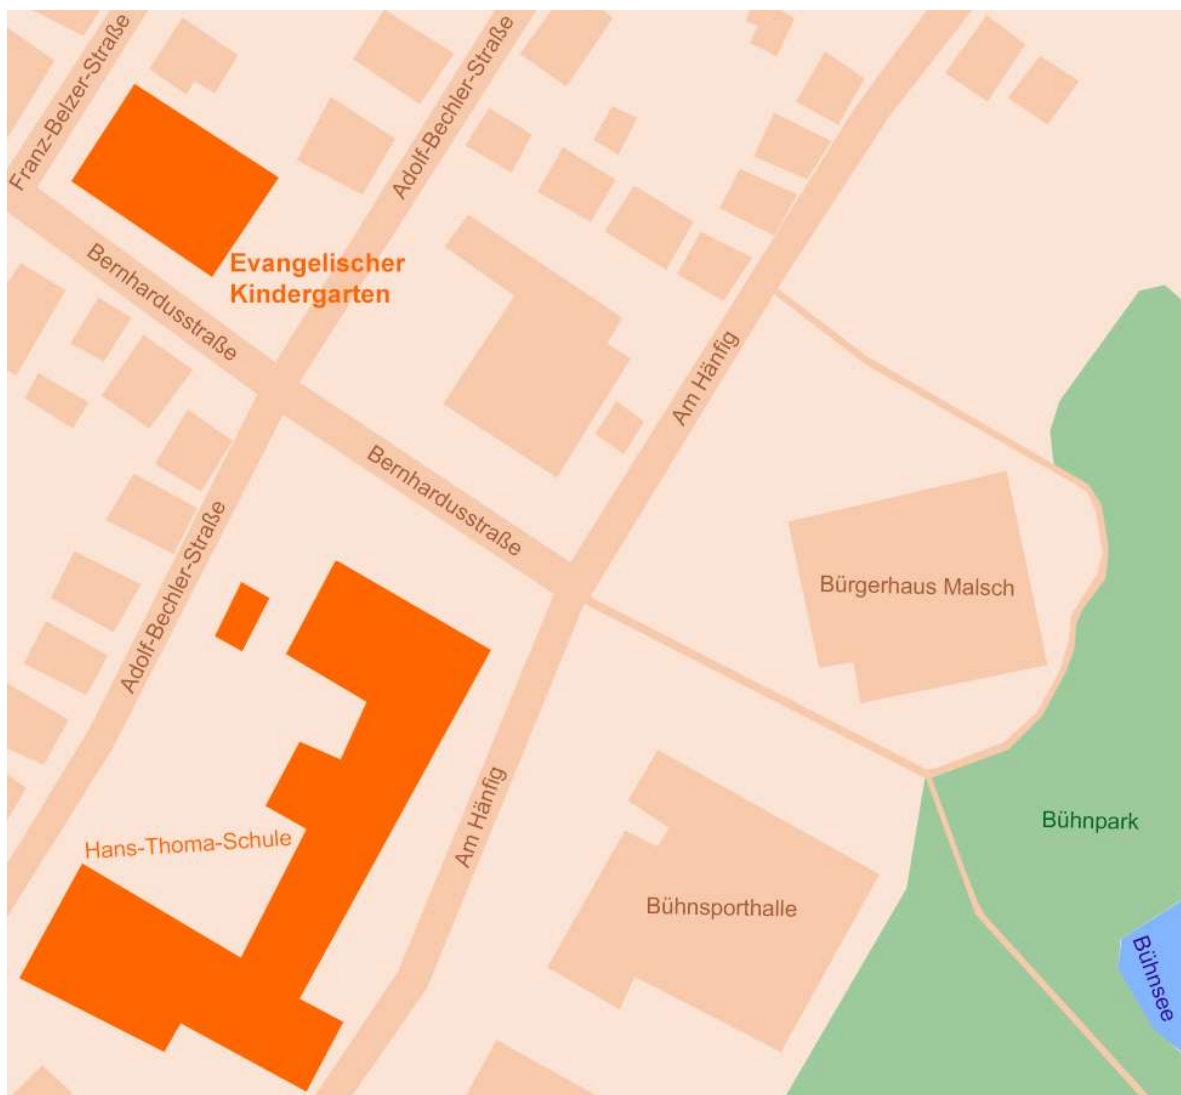 Franz-Belzer-Straße
Adolf-Bechler-Straße
Evangelischer
Kindergarten
Bernhardusstraße
Am Hänfig
Bernhardusstraße
Adolf-Bechler-Straße
Bürgerhaus Malsch
Am Hänfig
Hans-Thoma-Schule
Bühnpark
Bühnsporthalle
Bühnsee